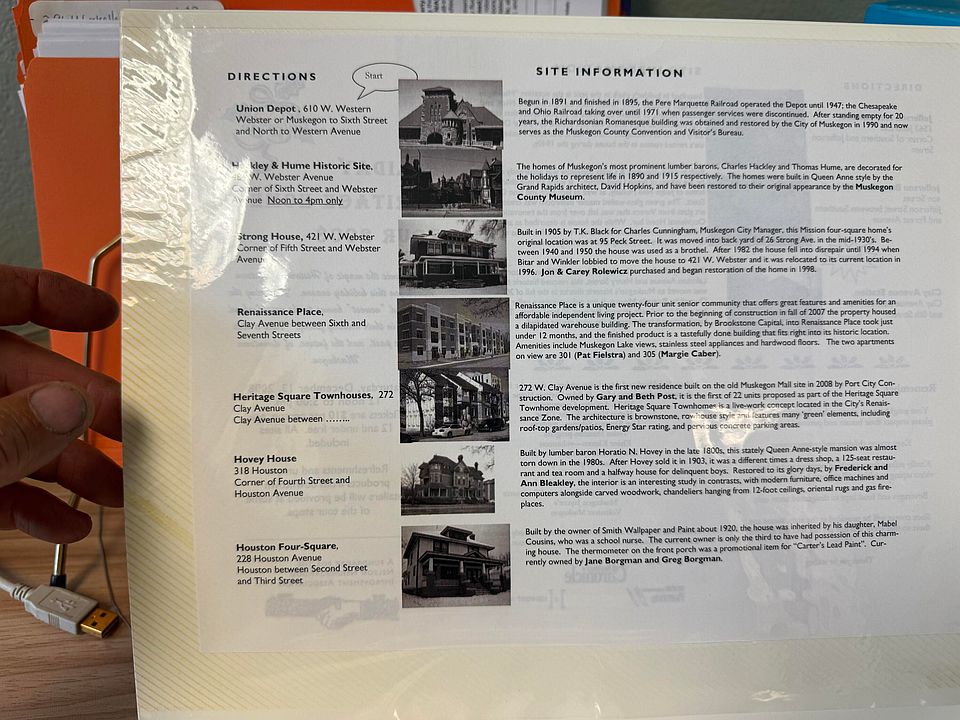 DIRECTIONS
Start
SITE INFORMATION
Union Depot , 610 W. Western
Webster or Muskegon to Sixth Street
and North to Western Avenue
Begun in 1891 and finished in 1895, the Pere Marquette Railroad operated the Depot until 1947; the Chesapeake
and Ohio Railroad taking over until 1971 when passenger services were discontinued. After standing empty for 20
years, the Richardsonian Romanesque building was obtained and restored by the City of Muskegon in 1990 and now
serves as the Muskegon County Convention and Visitor's Bureau.
Hackley & Hume Historic Site,
W. Webster Avenue
Corner of Sixth Street and Webster
Avenue Noon to 4pm only
The homes of Muskegon's most prominent lumber barons, Charles Hackley and Thomas Hume, are decorated for
the holidays to represent life in 1890 and 1915 respectively. The homes were built in Queen Anne style by the
Grand Rapids architect, David Hopkins, and have been restored to their original appearance by the Muskegon
County Museum.
Strong House, 421 W. Webster
Corner of Fifth Street and Webster
Avenue
Built in 1905 by T.K. Black for Charles Cunningham, Muskegon City Manager, this Mission four-square home's
original location was at 95 Peck Street. It was moved into back yard of 26 Strong Ave. in the mid-1930's. Be-
tween 1940 and 1950 the house was used as a brothel. After 1982 the house fell into disrepair until 1994 when
Bitar and Winkler lobbied to move the house to 421 W. Webster and it was relocated to its current location in
1996. Jon & Carey Rolewicz purchased and began restoration of the home in 1998.
Renaissance Place,
Clay Avenue between Sixth and
Seventh Streets
Renaissance Place is a unique twenty-four unit senior community that offers great features and amenities for an
affordable independent living project. Prior to the beginning of construction in fall of 2007 the property housed
a dilapidated warehouse building. The transformation, by Brookstone Capital, into Renaissance Place took just
under 12 months, and the finished product is a tastefully done building that fits right into its historic location.
Amenities include Muskegon Lake views, stainless steel appliances and hardwood floors. The two apartments
on view are 301 (Pat Fielstra) and 305 (Margie Caber).
Heritage Square Townhouses, 272
Clay Avenue
Clay Avenue between ........
272 W. Clay Avenue is the first new residence built on the old Muskegon Mall site in 2008 by Port City Con-
struction. Owned by Gary and Beth Post, it is the first of 22 units proposed as part of the Heritage Square
Townhome development. Heritage Square Townhomes is a live-work concept located in the City's Renais-
sance Zone. The architecture is brownstone, rowhouse style and features many 'green' elements, including
roof-top gardens/patios, Energy Star rating, and pervious concrete parking areas.
Hovey House
318 Houston
Corner of Fourth Street and
Houston Avenue
Built by lumber baron Horatio N. Hovey in the late 1800s, this stately Queen Anne-style mansion was almost
torn down in the 1980s. After Hovey sold it in 1903, it was a different times a dress shop, a 125-seat restau-
rant and tea room and a halfway house for delinquent boys. Restored to its glory days, by Frederick and
Ann Bleakley, the interior is an interesting study in contrasts, with modern furniture, office machines and
computers alongside carved woodwork, chandeliers hanging from 12-foot ceilings, oriental rugs and gas fire-
places.
Houston Four-Square,
228 Houston Avenue
Houston between Second Street
and Third Street
Built by the owner of Smith Wallpaper and Paint about 1920, the house was inherited by his daughter, Mabel
Cousins, who was a school nurse. The current owner is only the third to have had possession of this charm-
ing house. The thermometer on the front porch was a promotional item for "Carter's Lead Paint". Cur-
rently owned by Jane Borgman and Greg Borgman.